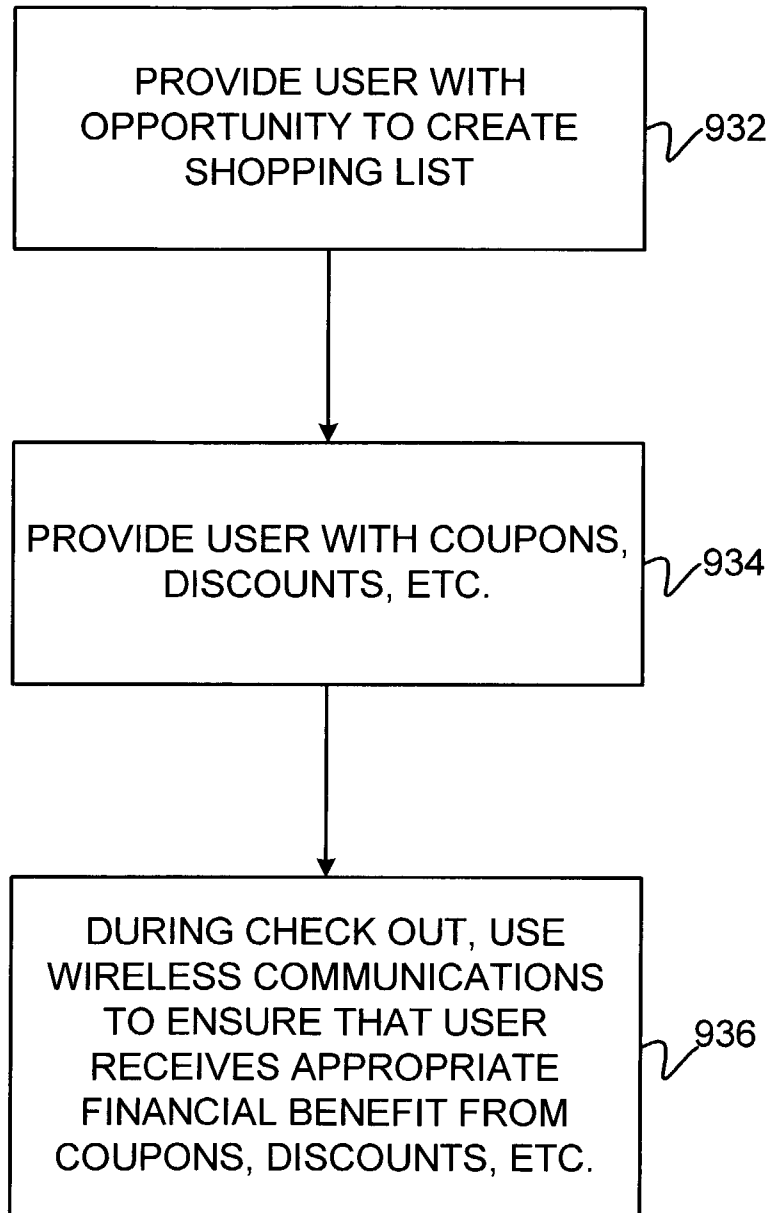 PROVIDE USER WITH
OPPORTUNITY TO CREATE
SHOPPING LIST
932
PROVIDE USER WITH COUPONS,
DISCOUNTS, ETC.
934
DURING CHECK OUT, USE
WIRELESS COMMUNICATIONS
TO ENSURE THAT USER
RECEIVES APPROPRIATE
FINANCIAL BENEFIT FROM
COUPONS, DISCOUNTS, ETC.
936